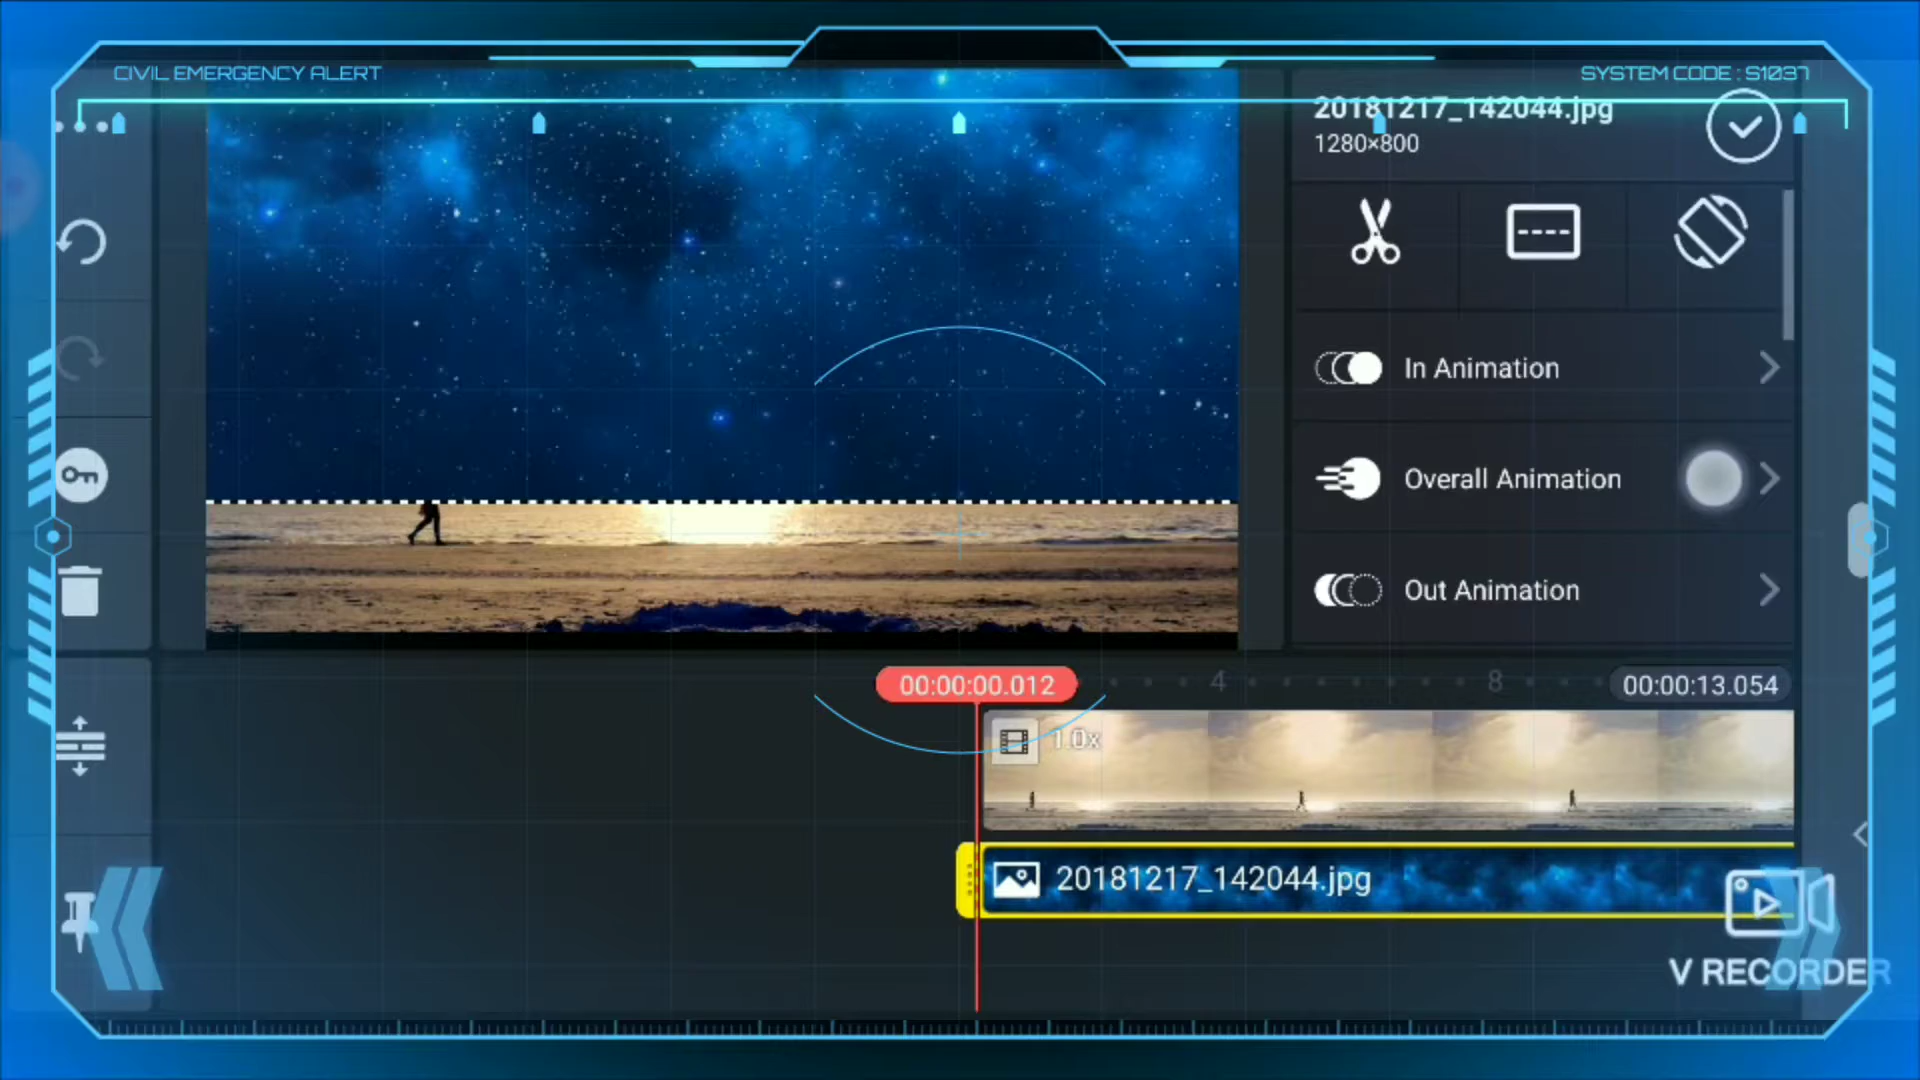 CIVIL EMERGENCY ALERT
SYSTEM CODE : S1037
20181217_142044.jpg
1280×800
In Animation
Overall Animation
Out Animation
00:00:00.012
4
8
00:00:13.054
1.0x
20181217_142044.jpg
V RECORDER